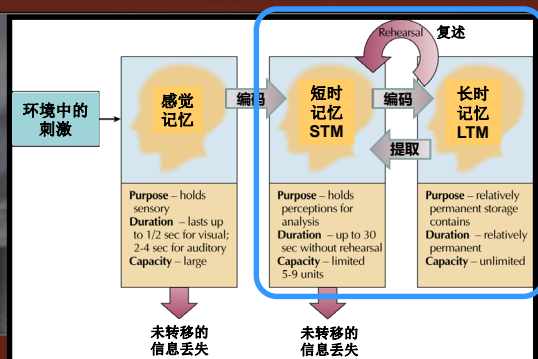 Rehearsal
复述
环境中的
刺激
感觉
记忆
编码
短时
记忆
STM
编码
提取
长时
记忆
LTM
Purpose – holds
sensory
Duration – lasts up
to 1/2 sec for visual;
2-4 sec for auditory
Capacity – large
Purpose – holds
perceptions for
analysis
Duration – up to 30
sec without rehearsal
Capacity – limited
5-9 units
Purpose – relatively
permanent storage
contains
Duration – relatively
permanent
Capacity – unlimited
未转移的
信息丢失
未转移的
信息丢失